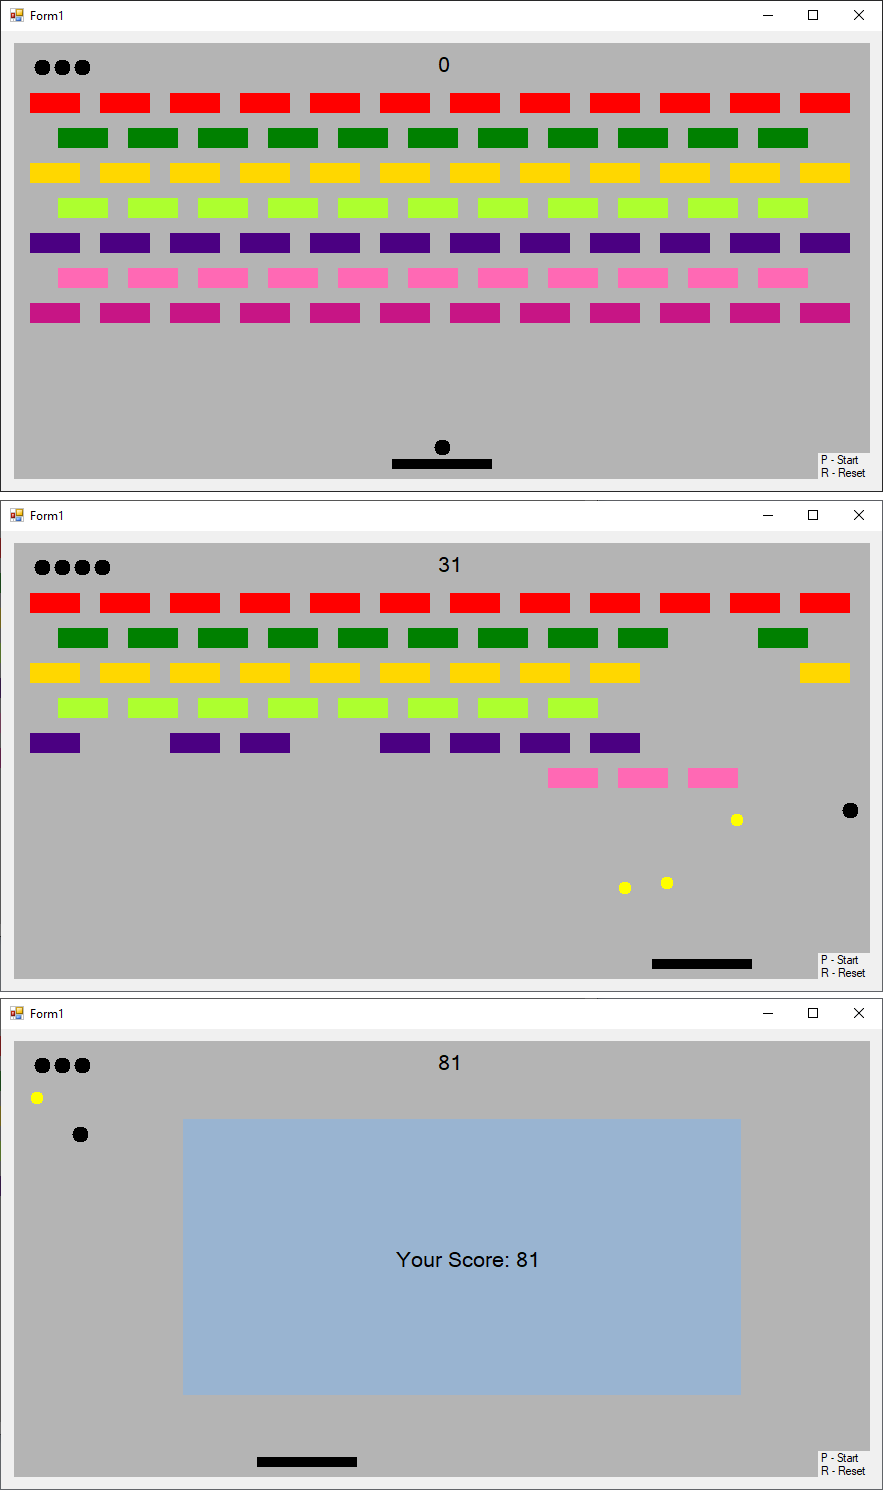 Form1
0
P - Start
R - Reset
Form1
31
P - Start
R - Reset
Form1
81
Your Score: 81
P - Start
R - Reset